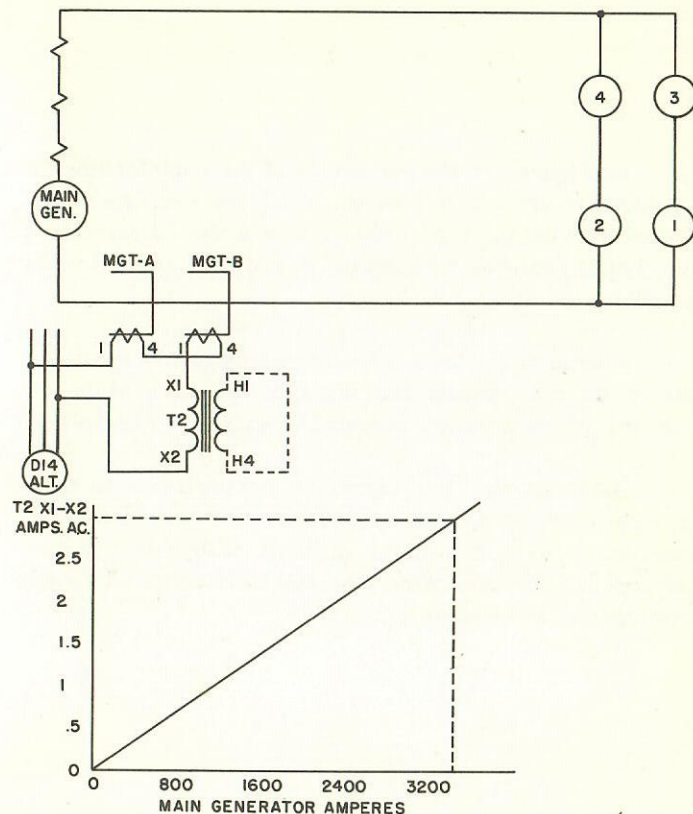 4
3
MAIN
GEN.
2
1
MGT-A
MGT-B
1
4
1
4
X1
H1
T2
X2
H4
D14
ALT.
T2 X1-X2
AMPS. AC.
2.5
2
1.5
1
.5
0
0 800 1600 2400 3200
MAIN GENERATOR AMPERES